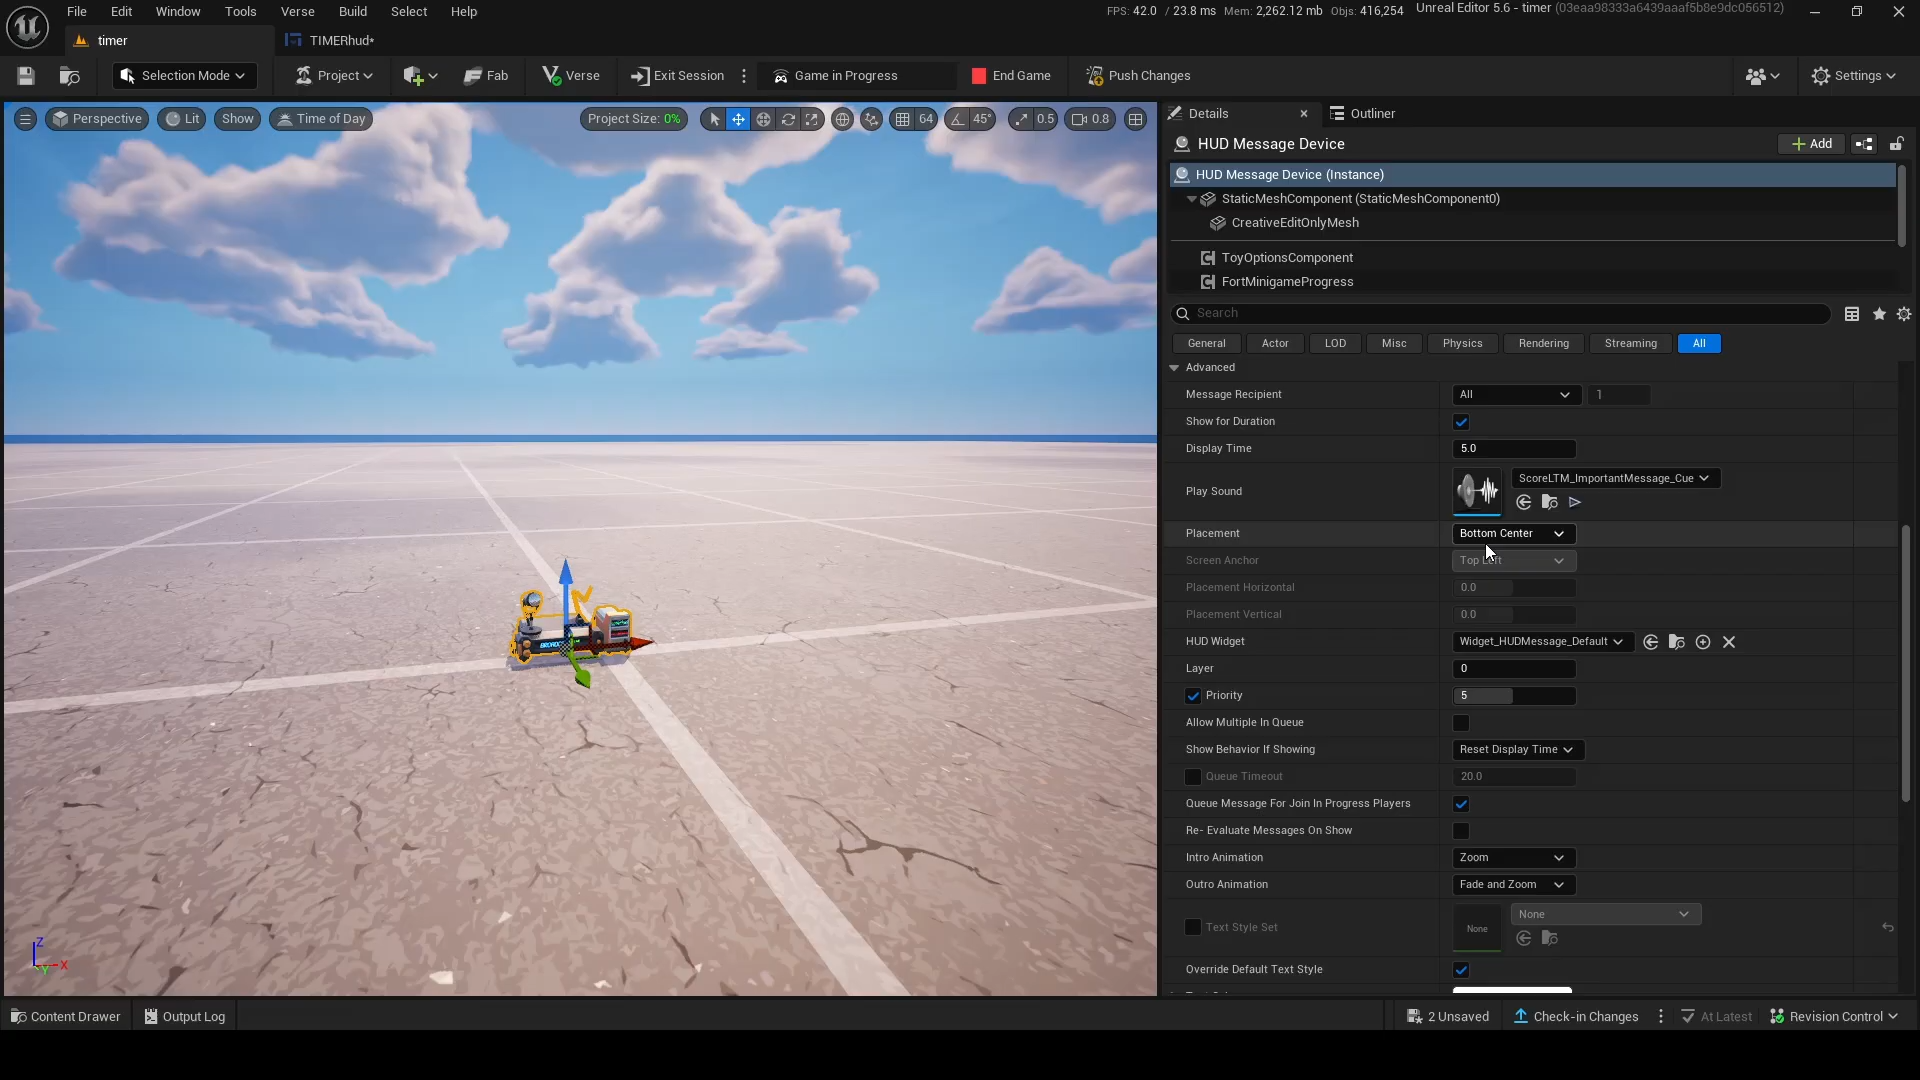 File Edit Window Tools Verse Build Select Help
FPS: 42.0 / 23.8 ms Mem: 2,262.12 mb Objs: 416,254 Unreal Editor 5.6 - timer (03eaa98333a6439aaaf5b8e9dc056512)
timer TIMERhud*
Selection Mode Project Fab Verse Exit Session Game in Progress End Game Push Changes Settings
Perspective Lit Show Time of Day Project Size: 0% 64 45° 0.5 0.8
Details Outliner
HUD Message Device Add
HUD Message Device (Instance)
StaticMeshComponent (StaticMeshComponent0)
CreativeEditOnlyMesh
ToyOptionsComponent
FortMinigameProgress
Search
General Actor LOD Misc Physics Rendering Streaming All
Advanced
Message Recipient All 1
Show for Duration
Display Time 5.0
Play Sound ScoreLTM_ImportantMessage_Cue
Placement Bottom Center
Screen Anchor Top Left
Placement Horizontal 0.0
Placement Vertical 0.0
HUD Widget Widget_HUDMessage_Default
Layer 0
Priority 5
Allow Multiple In Queue
Show Behavior If Showing Reset Display Time
Queue Timeout 20.0
Queue Message For Join In Progress Players
Re- Evaluate Messages On Show
Intro Animation Zoom
Outro Animation Fade and Zoom
Text Style Set None None
Override Default Text Style
Z
Y X
Content Drawer Output Log 2 Unsaved Check-in Changes At Latest Revision Control